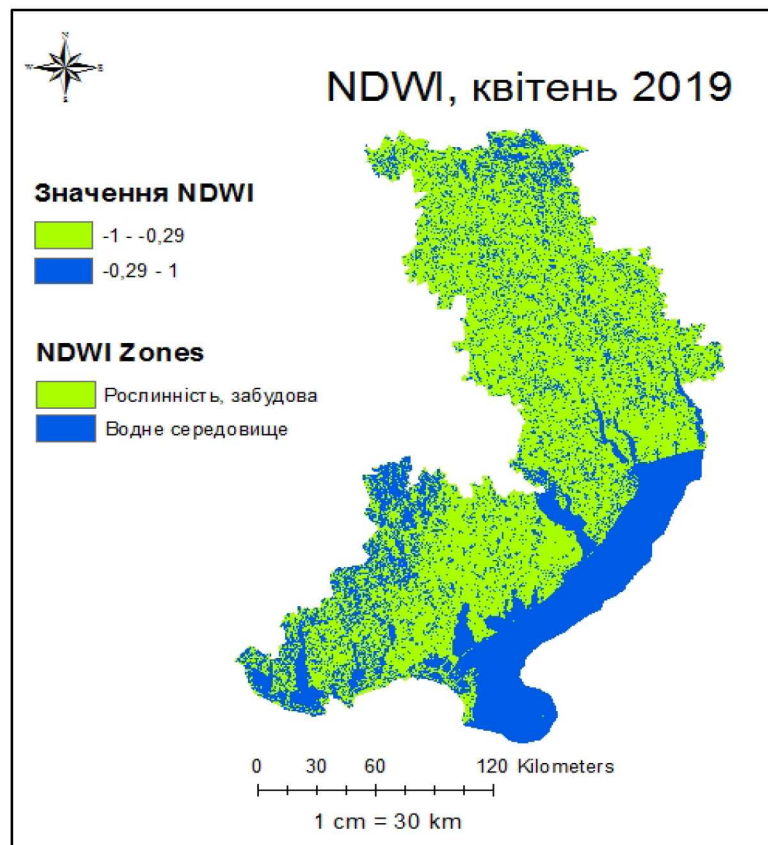 N
W
E
S
NDWI, квітень 2019
Значення NDWI
-1 - -0,29
-0,29 - 1
NDWI Zones
Рослинність, забудова
Водне середовище
0 30 60 120 Kilometers
1 cm = 30 km